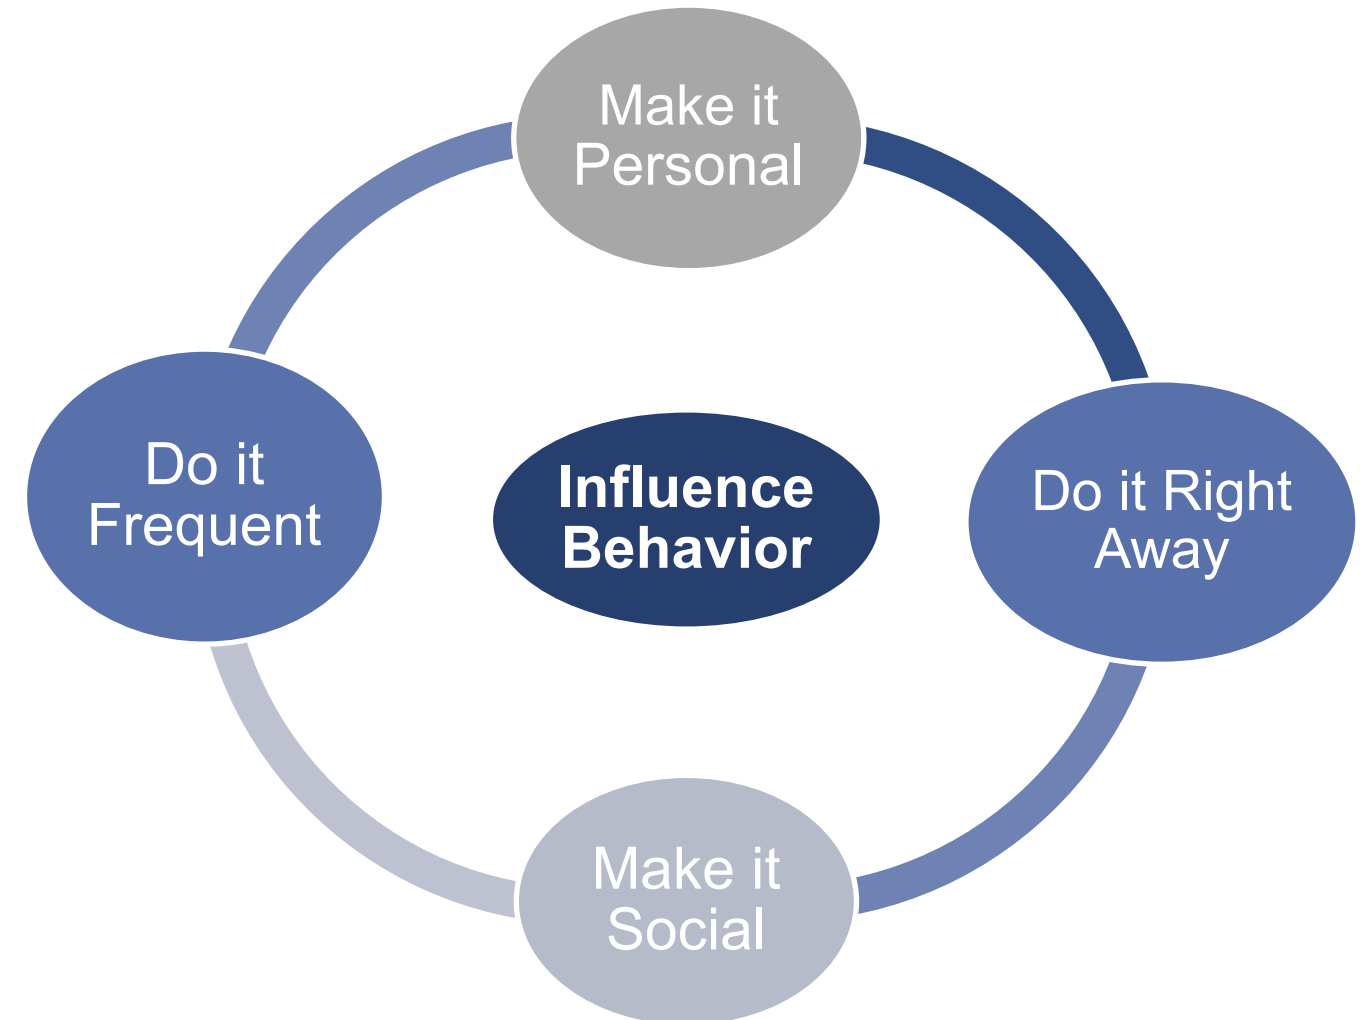 Make it
Personal
Do it
Frequent
Influence
Behavior
Do it Right
Away
Make it
Social